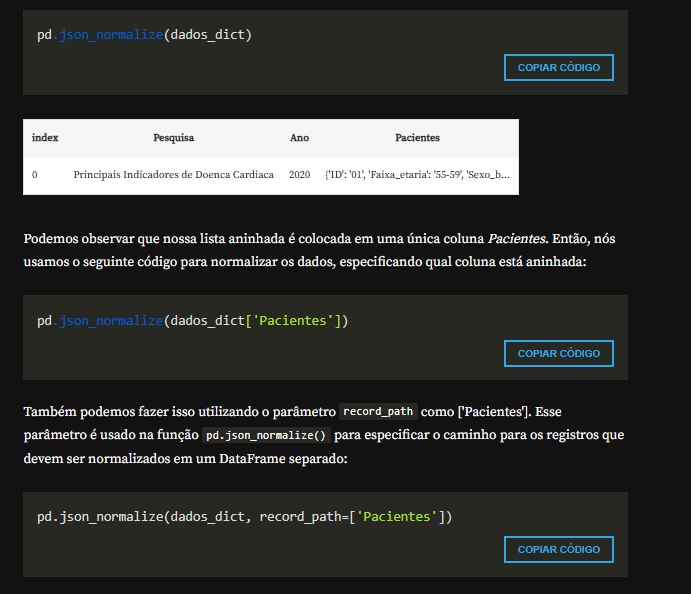 pd.json_normalize(dados_dict)
COPIAR CÓDIGO
index Pesquisa Ano Pacientes
0 Principais Indicadores de Doenca Cardiaca 2020 {'ID': '01', 'Faixa_etaria': '55-59', 'Sexo_b...
Podemos observar que nossa lista aninhada é colocada em uma única coluna Pacientes. Então, nós
usamos o seguinte código para normalizar os dados, especificando qual coluna está aninhada:
pd.json_normalize(dados_dict['Pacientes'])
COPIAR CÓDIGO
Também podemos fazer isso utilizando o parâmetro record_path como ['Pacientes']. Esse
parâmetro é usado na função pd.json_normalize() para especificar o caminho para os registros que
devem ser normalizados em um DataFrame separado:
pd.json_normalize(dados_dict, record_path=['Pacientes'])
COPIAR CÓDIGO